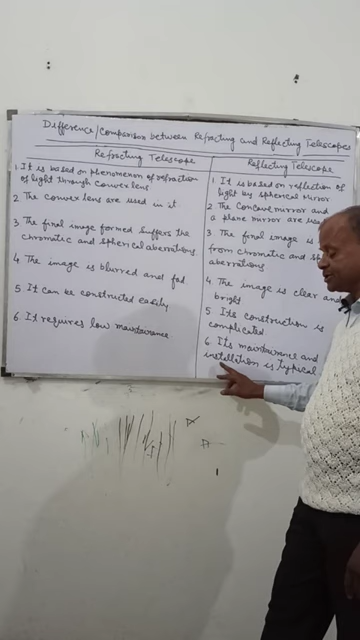 Difference/Comparison between Refracting and Reflecting Telescopes
Refracting Telescope
1. It is based on phenomenon of refraction
of light through Convex lens
2 The convex lens are used in it
3 The final image formed suffers the
chromatic and spherical aberrations
4 The image is blurred and fad
5 It can be constructed easily
6. It requires low maintanance.
Reflecting Telescope
1. It is based on reflection of
light by spherical Mirror
2 The Concave mirror and
a plane mirror are used
3 The final image is
from chromatic and
aberrations
4. The image is clear and
bright
5. Its construction is
complicated
6. Its maintanance and
installation is typical